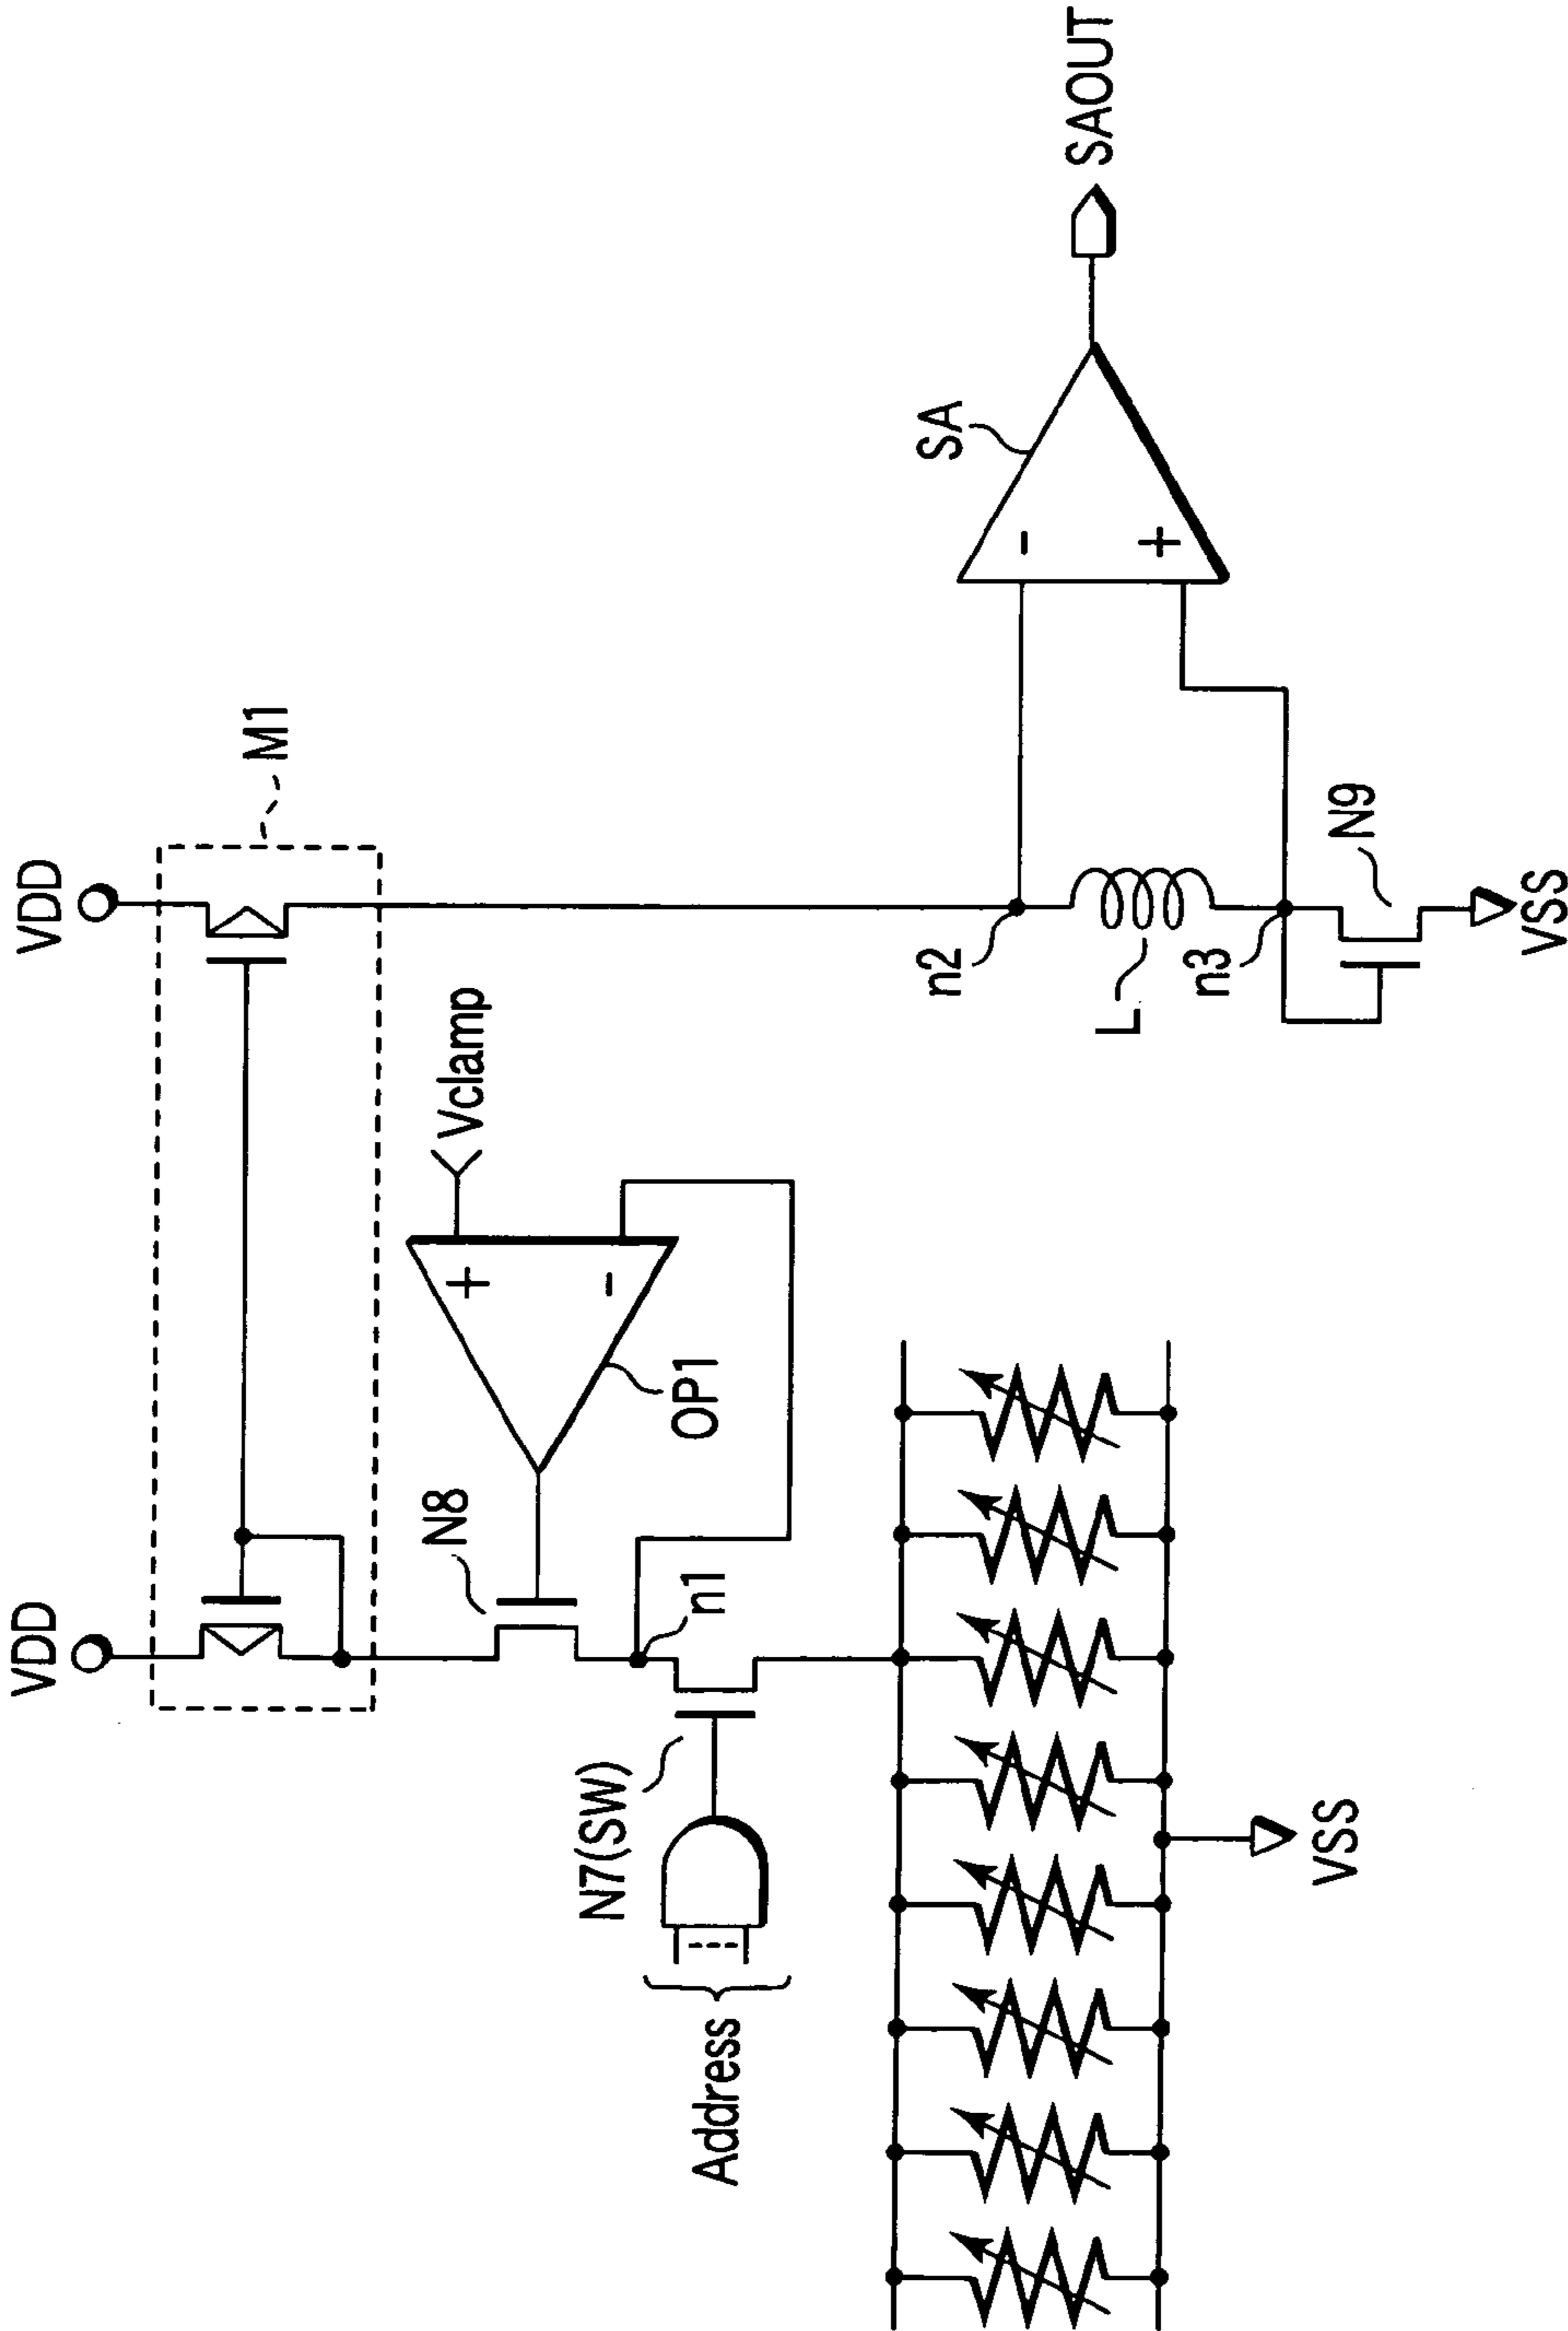 VDD
VDD
M1
N8
+
-
Vclamp
OP1
N7(SW)
n1
Address
VSS
n2
L
n3
N9
VSS
SA
-
+
SAOUT